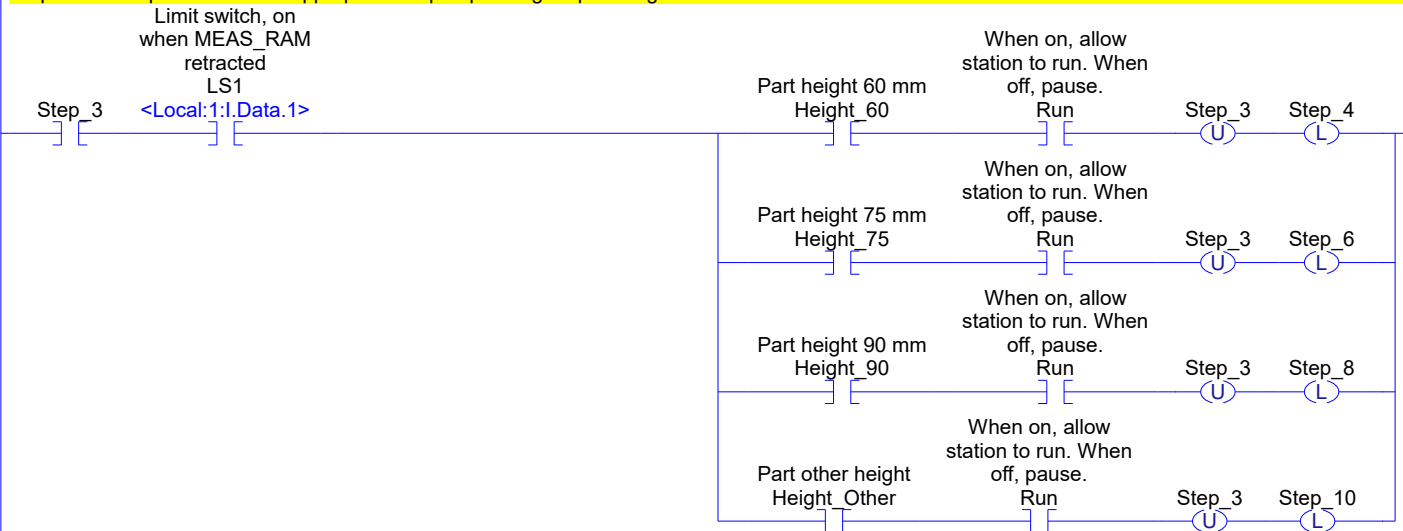 Limit switch, on
when MEAS_RAM
retracted
LS1
<Local:1:I.Data.1>
Step_3
Part height 60 mm
Height_60
When on, allow
station to run. When
off, pause.
Run
Step_3
U
Step_4
L
Part height 75 mm
Height_75
When on, allow
station to run. When
off, pause.
Run
Step_3
U
Step_6
L
Part height 90 mm
Height_90
When on, allow
station to run. When
off, pause.
Run
Step_3
U
Step_8
L
Part other height
Height_Other
When on, allow
station to run. When
off, pause.
Run
Step_3
U
Step_10
L